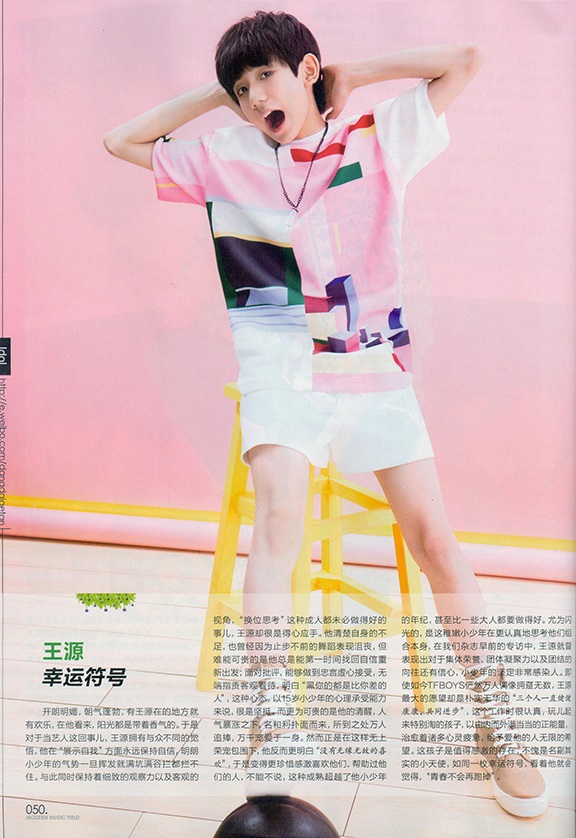 Idol
http://e.weibo.com/dongdaigetan
王源
幸运符号
开朗明媚，朝气蓬勃，有王源在的地方就
有欢乐，在他看来，阳光都是带着香气的。于是
对于当艺人这回事儿，王源拥有与众不同的觉
悟，他在“展示自我”方面永远保持自信，明朗
小少年的气势一旦挥发就满坑满谷拦都拦不
住。与此同时保持着细致的观察力以及客观的
视角，“换位思考”这种成人都未必做得好的
事儿，王源却很是得心应手。他清楚自身的不
足，也曾经因为止步不前的舞蹈表现沮丧，但
难能可贵的是他总是能第一时间找回自信重
新出发；面对批评，能够做到忠言虚心接受，无
端指责客观看待，明白“黑你的都是比你差的
人”，这种心态，以15岁小少年的心理承受能力
来说，很是坚挺。而更为可贵的是他的清醒，人
气暴涨之下，名和利扑面而来，所到之处万人
追捧，万千宠爱于一身。然而正是在这样无上
荣宠包围下，他反而更明白“没有无缘无故的喜
欢”，于是变得更珍惜感激喜欢他们，帮助过他
们的人，不能不说，这种成熟超越了他小少年
的年纪，甚至比一些大人都要做得好。尤为闪
光的，是这稚嫩小少年在更认真地思考他们组
合本身，在我们杂志早前的专访中，王源就曾
表现出对于集体荣誉、团体凝聚力以及团结的
向往还有信心，小少年的坚定非常感染人。即
使如今TFBOYS俨然万人偶像拥趸无数，王源
最大的愿望却是朴实无华的“三个人一直健健
康康，共同进步”，这个工作时很认真，玩儿起
来特别淘的孩子，以由内而外满当当的正能量，
治愈着诸多心灵疲惫，给予爱他的人无限的希
望。这孩子是值得感激的存在，不愧是名副其
实的小天使，如同一枚幸运符号，看着他就会
觉得，“青春不会再跑掉”。
050.
MODERN MUSIC FIELD